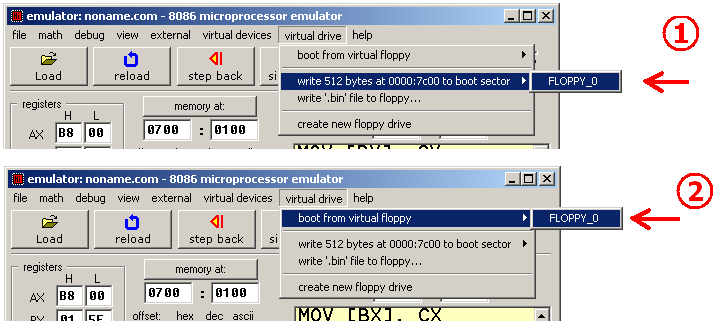 emulator: noname.com - 8086 microprocessor emulator
file math debug view external virtual devices virtual drive help
boot from virtual floppy
write 512 bytes at 0000:7c00 to boot sector FLOPPY_0
write '.bin' file to floppy...
create new floppy drive
1
Load reload step back
registers
H L
AX B8 00
memory at:
0700 : 0100
MOV [BX], CX
emulator: noname.com - 8086 microprocessor emulator
file math debug view external virtual devices virtual drive help
boot from virtual floppy FLOPPY_0
write 512 bytes at 0000:7c00 to boot sector
write '.bin' file to floppy...
create new floppy drive
2
Load reload step back
registers
H L
AX B8 00
BX 01 5E
memory at:
0700 : 0100
offset: hex dec ascii
MOV [BX], CX